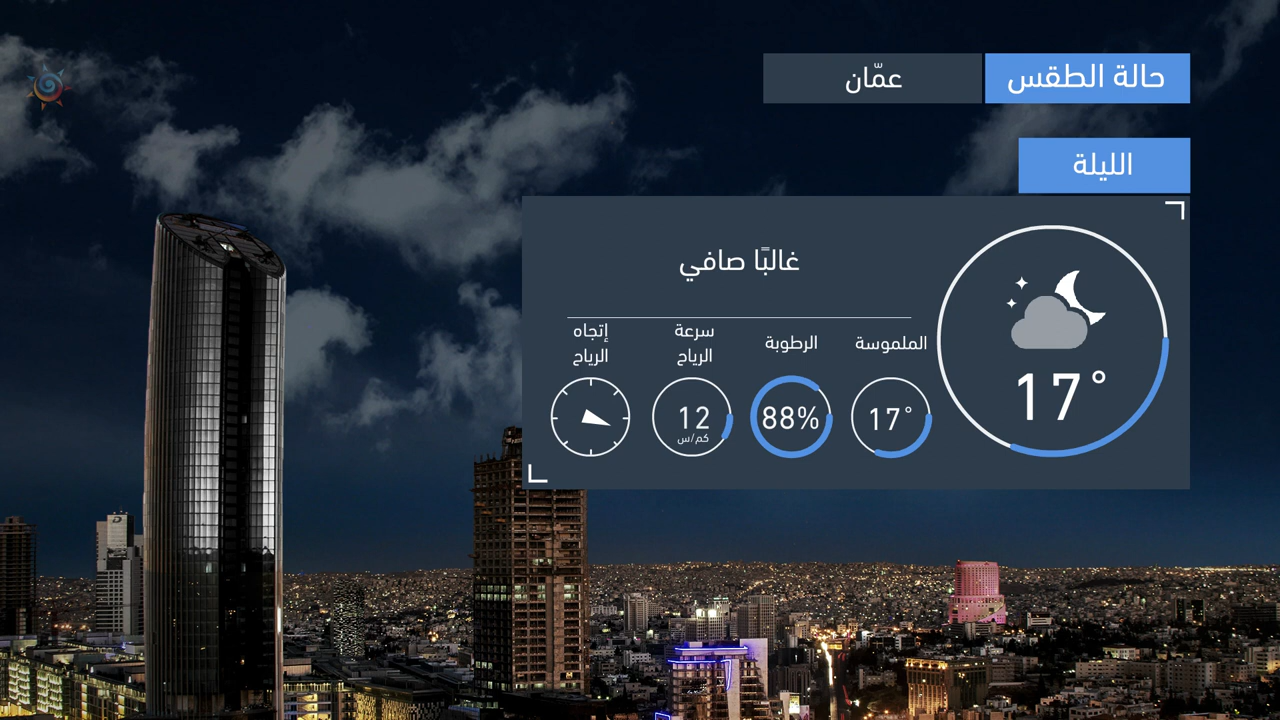 حالة الطقس
عمّان
الليلة
غالبًا صافي
17°
الملموسة
17°
الرطوبة
88%
سرعة
الرياح
12
كم/س
إتجاه
الرياح